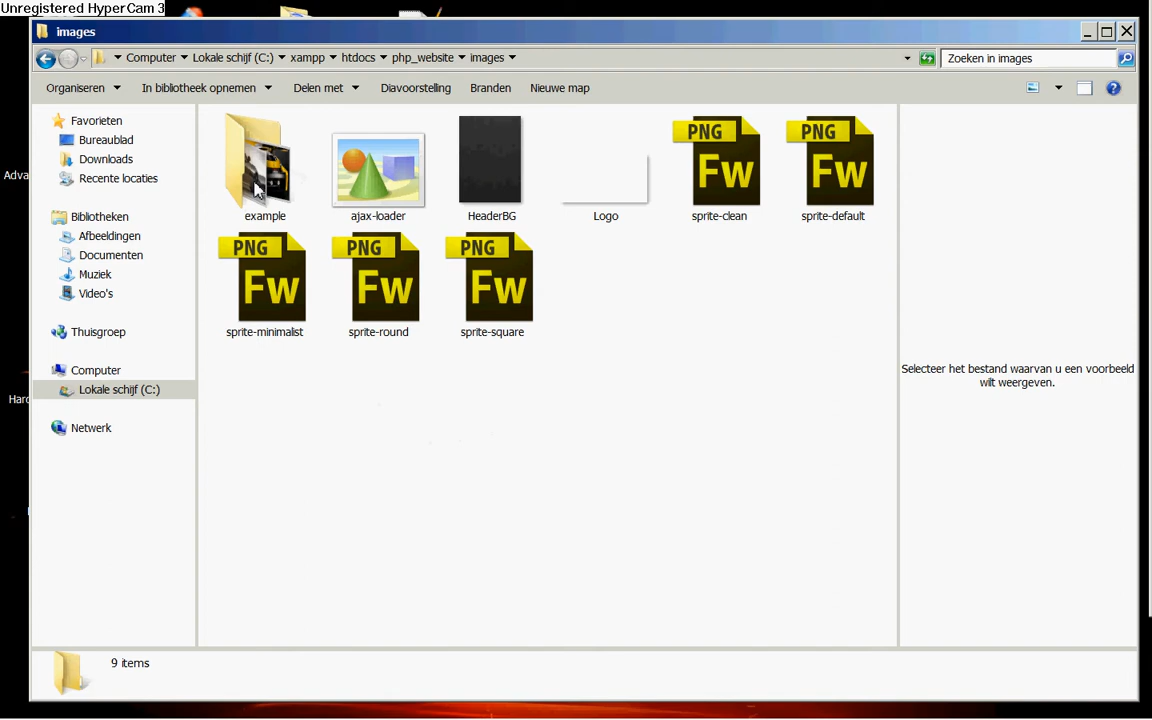 Unregistered HyperCam 3
images
Computer Lokale schijf (C:) xampp htdocs php_website images
Zoeken in images
Organiseren In bibliotheek opnemen Delen met Diavoorstelling Branden Nieuwe map
Favorieten
Bureaublad
Downloads
Recente locaties
Bibliotheken
Afbeeldingen
Documenten
Muziek
Video's
Thuisgroep
Computer
Lokale schijf (C:)
Netwerk
PNG Fw
PNG Fw
example ajax-loader HeaderBG Logo sprite-clean sprite-default
PNG Fw
PNG Fw
PNG Fw
sprite-minimalist sprite-round sprite-square
Selecteer het bestand waarvan u een voorbeeld
wilt weergeven.
9 items
Adva
Hard